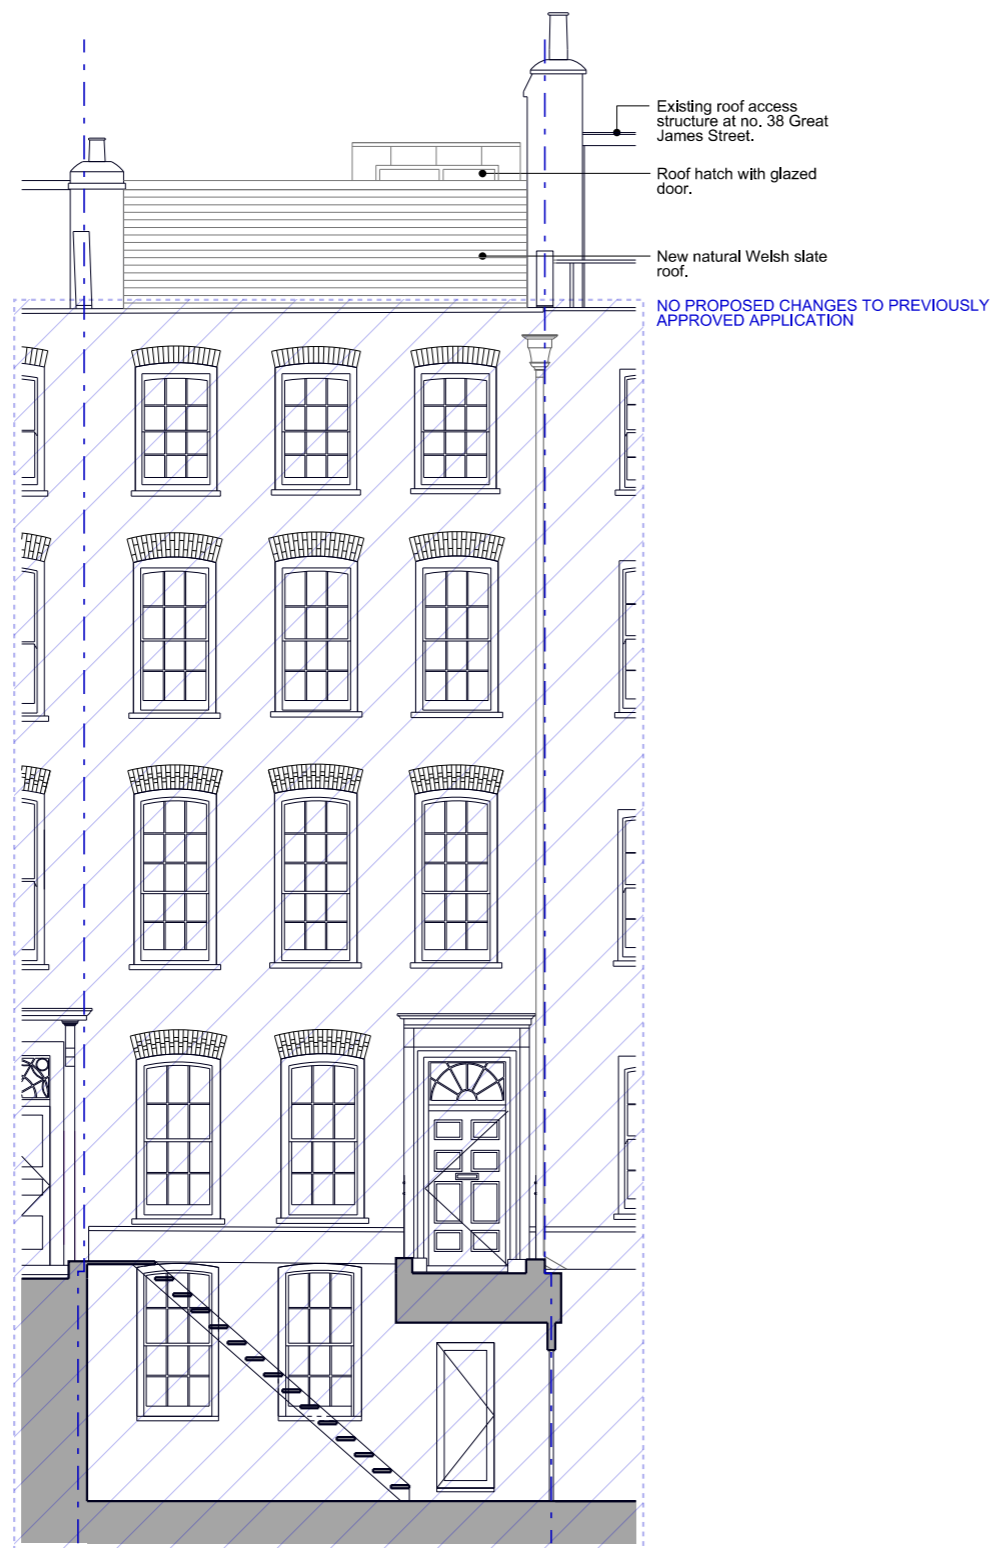 Existing roof access
structure at no. 38 Great
James Street.
Roof hatch with glazed
door.
New natural Welsh slate
roof.
NO PROPOSED CHANGES TO PREVIOUSLY
APPROVED APPLICATION